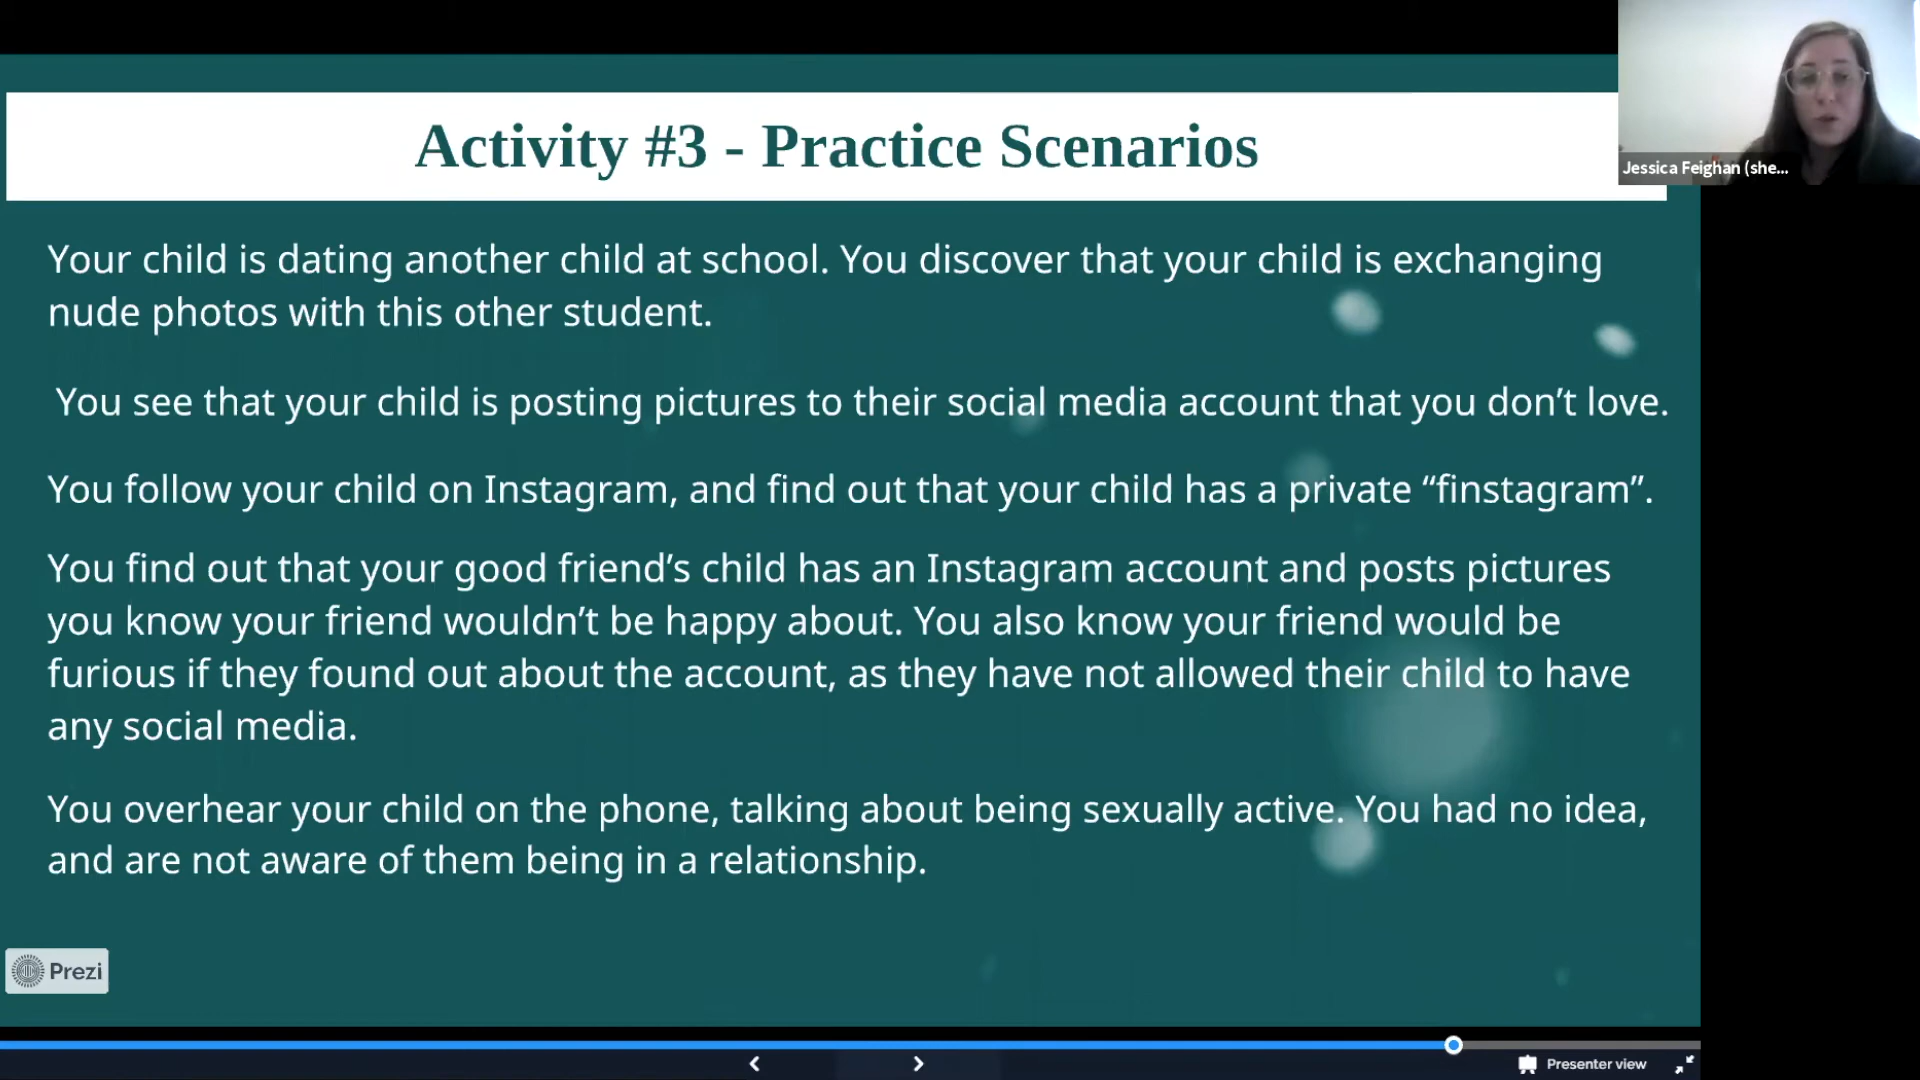 Activity #3 - Practice Scenarios
Jessica Feighan (she...
Your child is dating another child at school. You discover that your child is exchanging
nude photos with this other student.
You see that your child is posting pictures to their social media account that you don’t love.
You follow your child on Instagram, and find out that your child has a private “finstagram”.
You find out that your good friend’s child has an Instagram account and posts pictures
you know your friend wouldn’t be happy about. You also know your friend would be
furious if they found out about the account, as they have not allowed their child to have
any social media.
You overhear your child on the phone, talking about being sexually active. You had no idea,
and are not aware of them being in a relationship.
Prezi
Presenter view